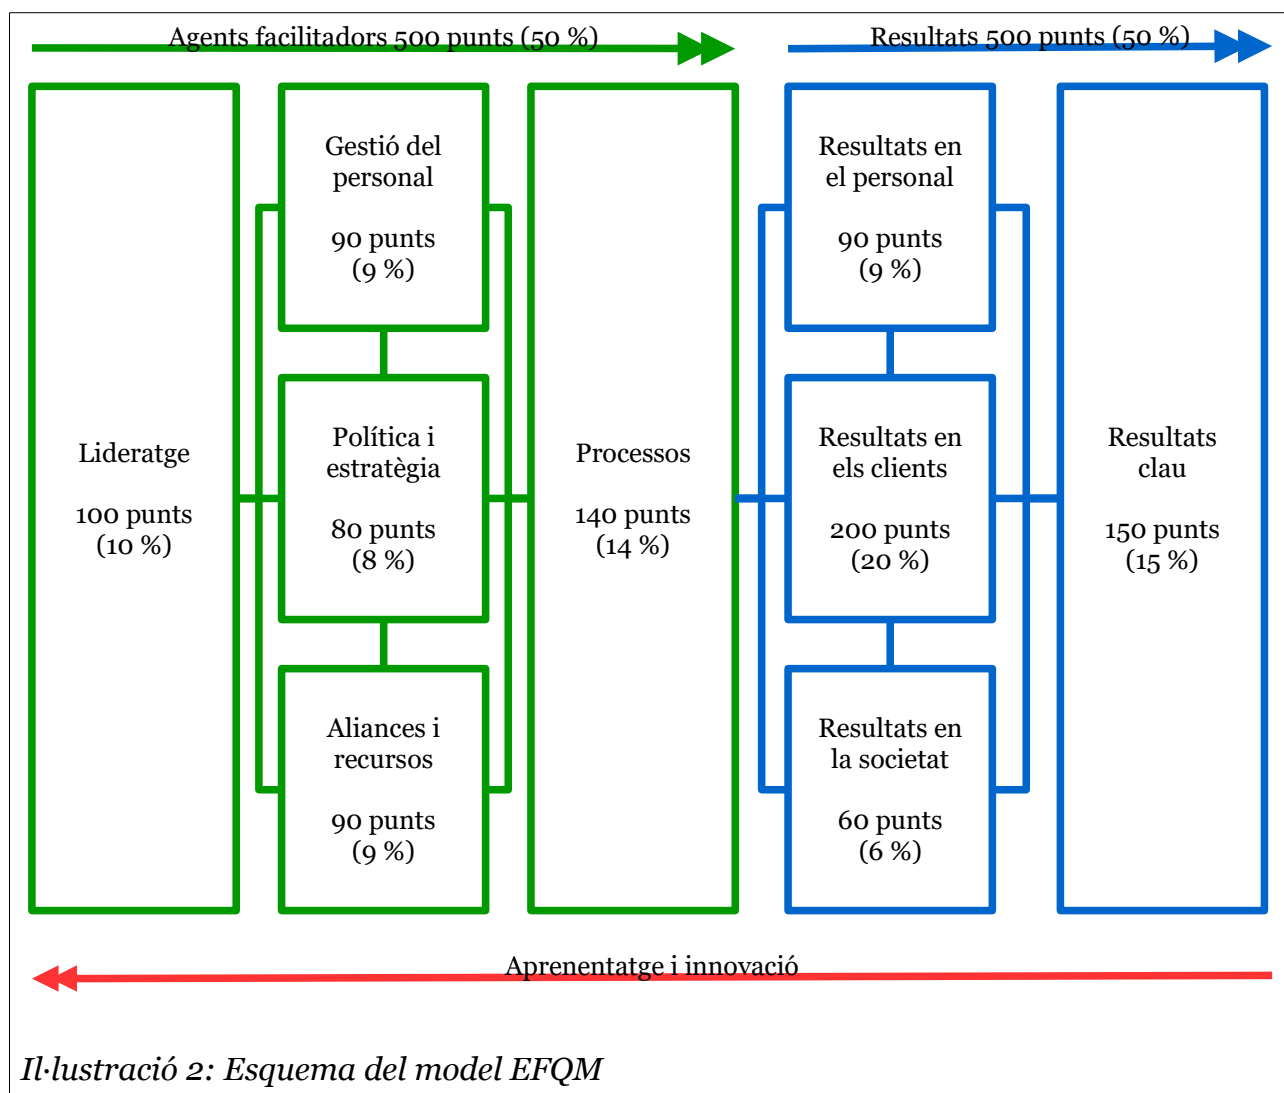 Agents facilitadors 500 punts (50 %)
Resultats 500 punts (50 %)
Lideratge
100 punts
(10 %)
Gestió del
personal
90 punts
(9 %)
Política i
estratègia
80 punts
(8 %)
Aliances i
recursos
90 punts
(9 %)
Processos
140 punts
(14 %)
Resultats en
el personal
90 punts
(9 %)
Resultats en
els clients
200 punts
(20 %)
Resultats en
la societat
60 punts
(6 %)
Resultats
clau
150 punts
(15 %)
Aprenentatge i innovació
Il·lustració 2: Esquema del model EFQM